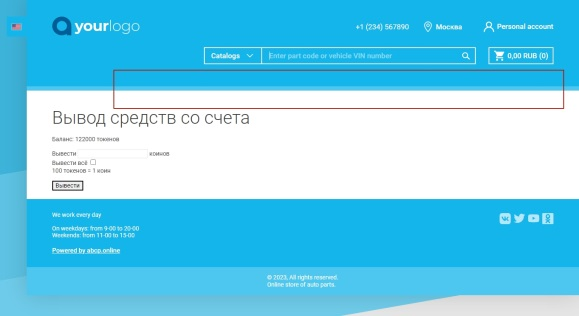 yourlogo
+1 (234) 567890
Москва
Personal account
Catalogs
Enter part code or vehicle VIN number
0,00 RUB (0)
Вывод средств со счета
Баланс: 122000 токенов
Вывести коинов
Вывести всё
100 токенов = 1 коин
Вывести
We work every day
On weekdays: from 9-00 to 20-00
Weekends: from 11-00 to 15-00
Powered by abcp.online
© 2023, All rights reserved.
Online store of auto parts.